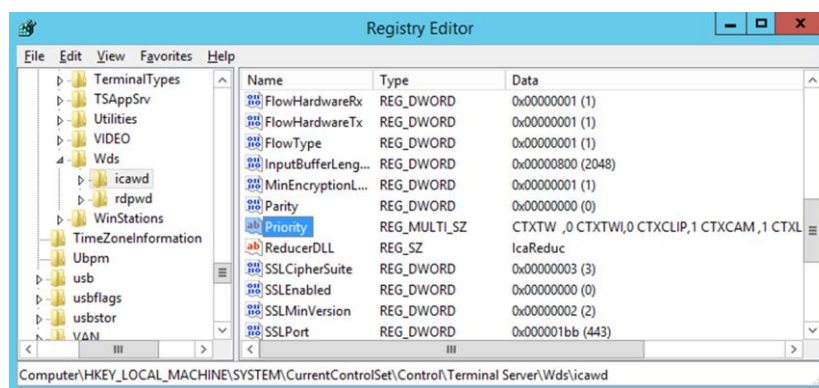 Registry Editor
File Edit View Favorites Help
TerminalTypes
TSAppSrv
Utilities
VIDEO
Wds
icawd
rdpwd
WinStations
TimeZoneInformation
Ubpm
usb
usbflags
usbstor
VAN
Name Type Data
FlowHardwareRx REG_DWORD 0x00000001 (1)
FlowHardwareTx REG_DWORD 0x00000001 (1)
FlowType REG_DWORD 0x00000001 (1)
InputBufferLeng... REG_DWORD 0x00000800 (2048)
MinEncryptionL... REG_DWORD 0x00000001 (1)
Parity REG_DWORD 0x00000000 (0)
Priority REG_MULTI_SZ CTXTW ,0 CTXTWI,0 CTXCLIP,1 CTXCAM ,1 CTXL
ReducerDLL REG_SZ IcaReduc
SSLCipherSuite REG_DWORD 0x00000003 (3)
SSLEnabled REG_DWORD 0x00000000 (0)
SSLMinVersion REG_DWORD 0x00000002 (2)
SSLPort REG_DWORD 0x000001bb (443)
Computer\HKEY_LOCAL_MACHINE\SYSTEM\CurrentControlSet\Control\Terminal Server\Wds\icawd